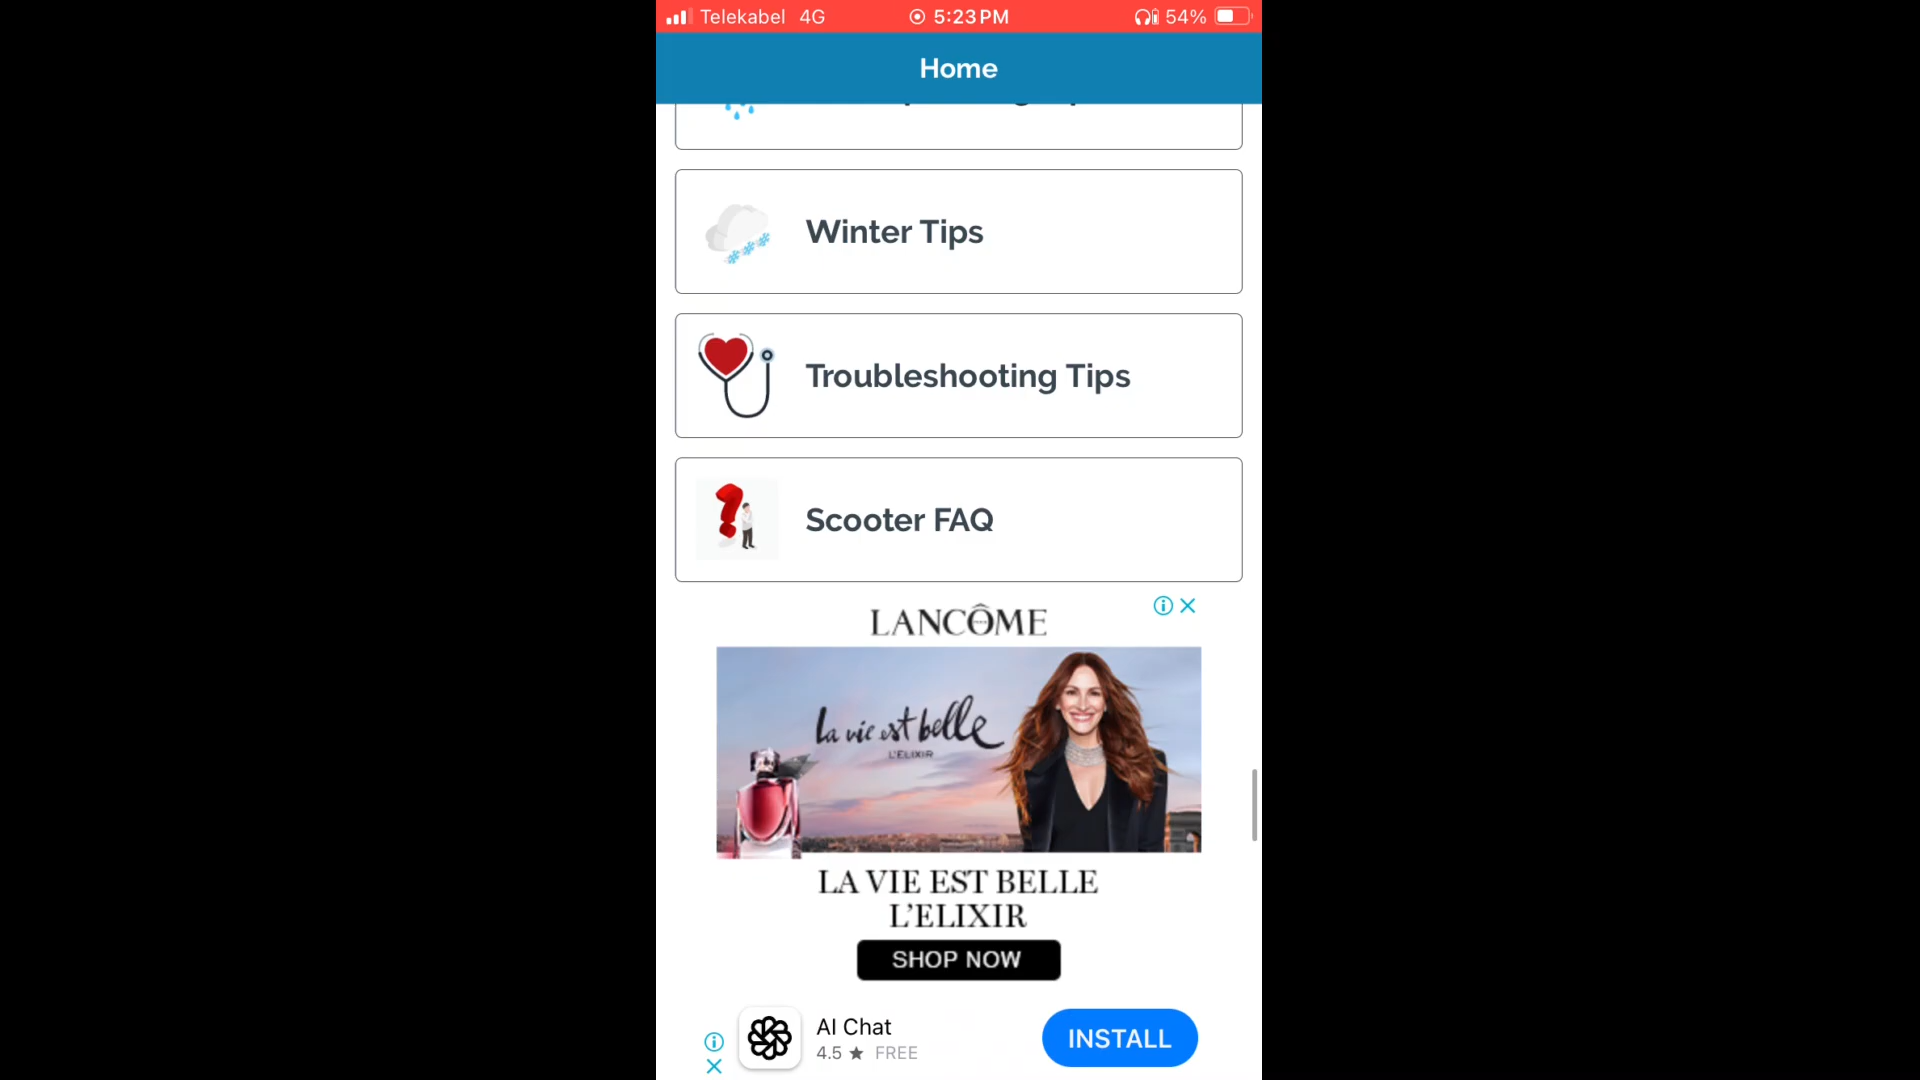 Telekabel 4G 5:23 PM 54%
Home
Winter Tips
Troubleshooting Tips
Scooter FAQ
LANCÔME
la vie est belle
L'ELIXIR
LA VIE EST BELLE
L'ELIXIR
SHOP NOW
AI Chat
4.5 ★ FREE
INSTALL